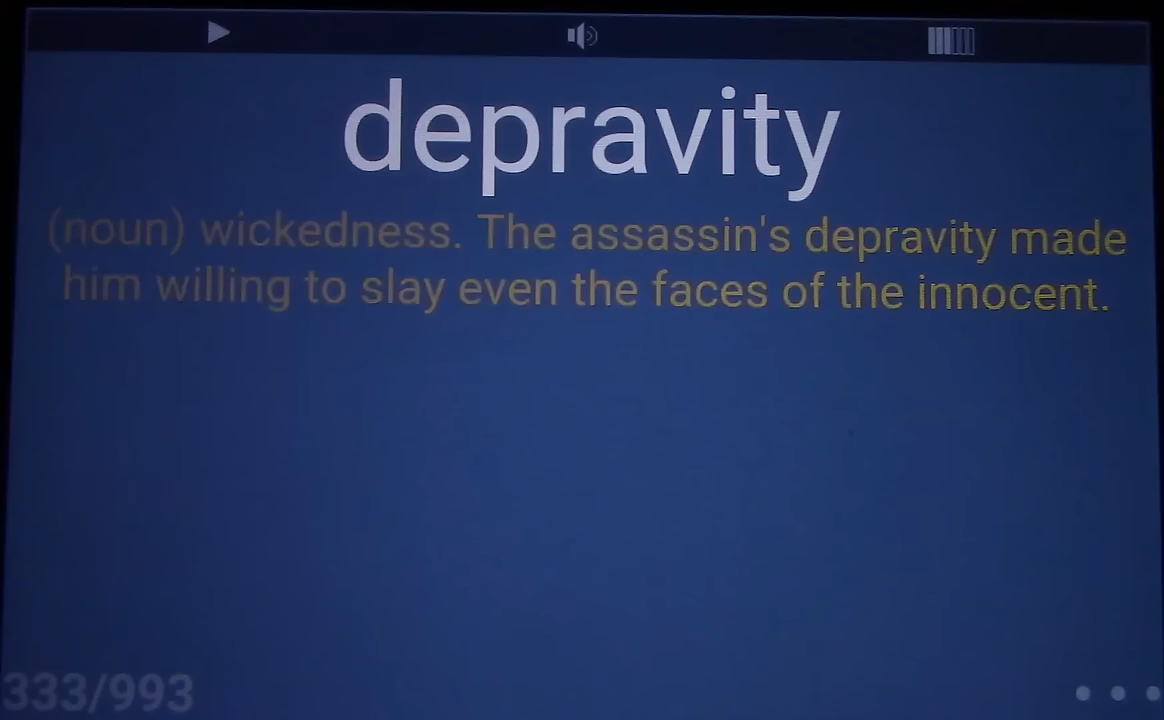 depravity
(noun) wickedness. The assassin's depravity made
him willing to slay even the faces of the innocent.
333/993